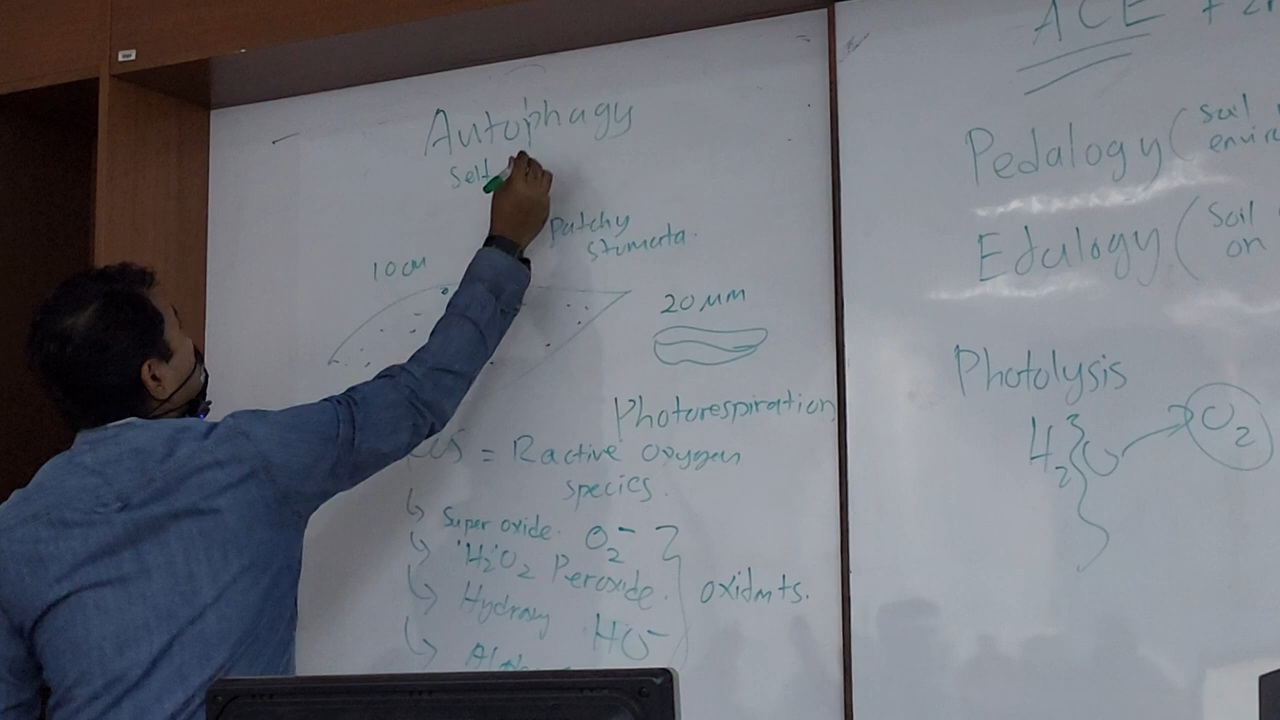 Autophagy
Self
Patchy
Stomata.
10 cm
20 μm
Photorespiration
= Ractive oxygen
species.
Super oxide. O2-
H2O2 Peroxide.
Hydroxy HO-
oxidnts.
ACE +
Pedalogy (Soil
envir
Edalogy (Soil
on
Photolysis
H2O → O2